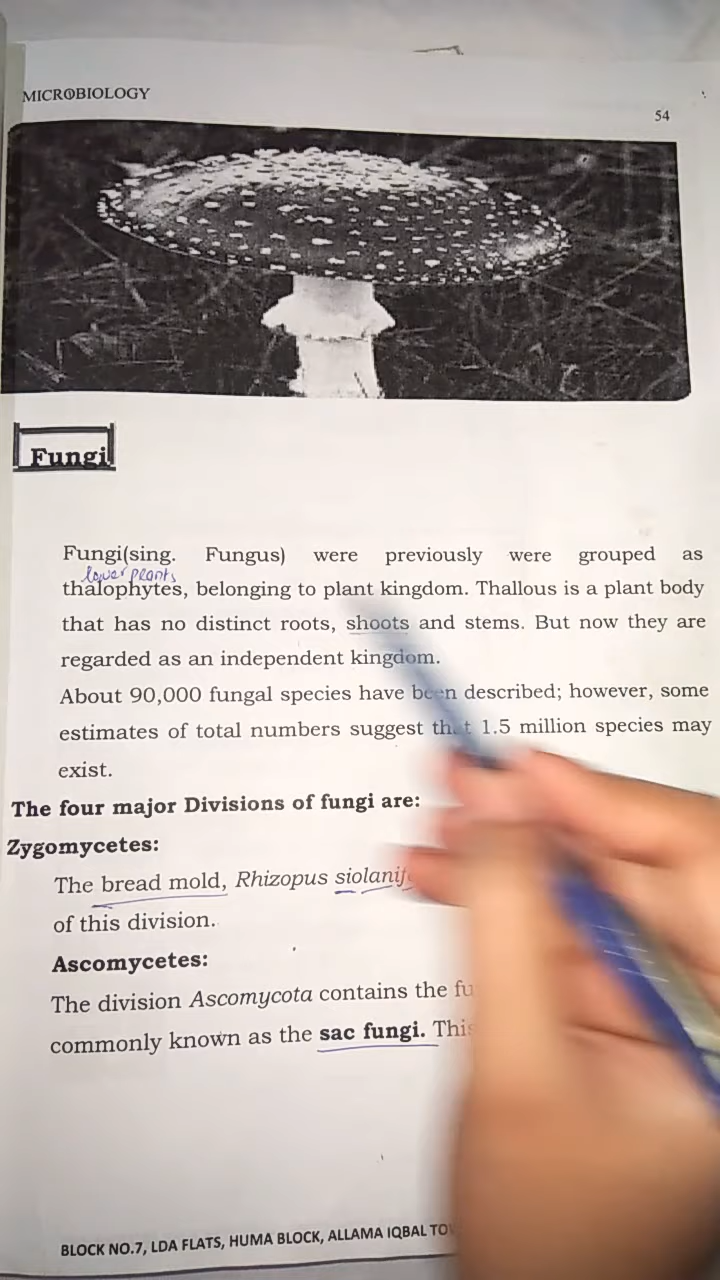 MICROBIOLOGY
54
Fungi
Fungi(sing. Fungus) were previously were grouped as
lower plants
thalophytes, belonging to plant kingdom. Thallous is a plant body
that has no distinct roots, shoots and stems. But now they are
regarded as an independent kingdom.
About 90,000 fungal species have been described; however, some
estimates of total numbers suggest that 1.5 million species may
exist.
The four major Divisions of fungi are:
Zygomycetes:
The bread mold, Rhizopus
of this division.
Ascomycetes:
The division Ascomycota contains the
commonly known as the sac fungi. This
BLOCK NO.7, LDA FLATS, HUMA BLOCK, ALLAMA IQBAL